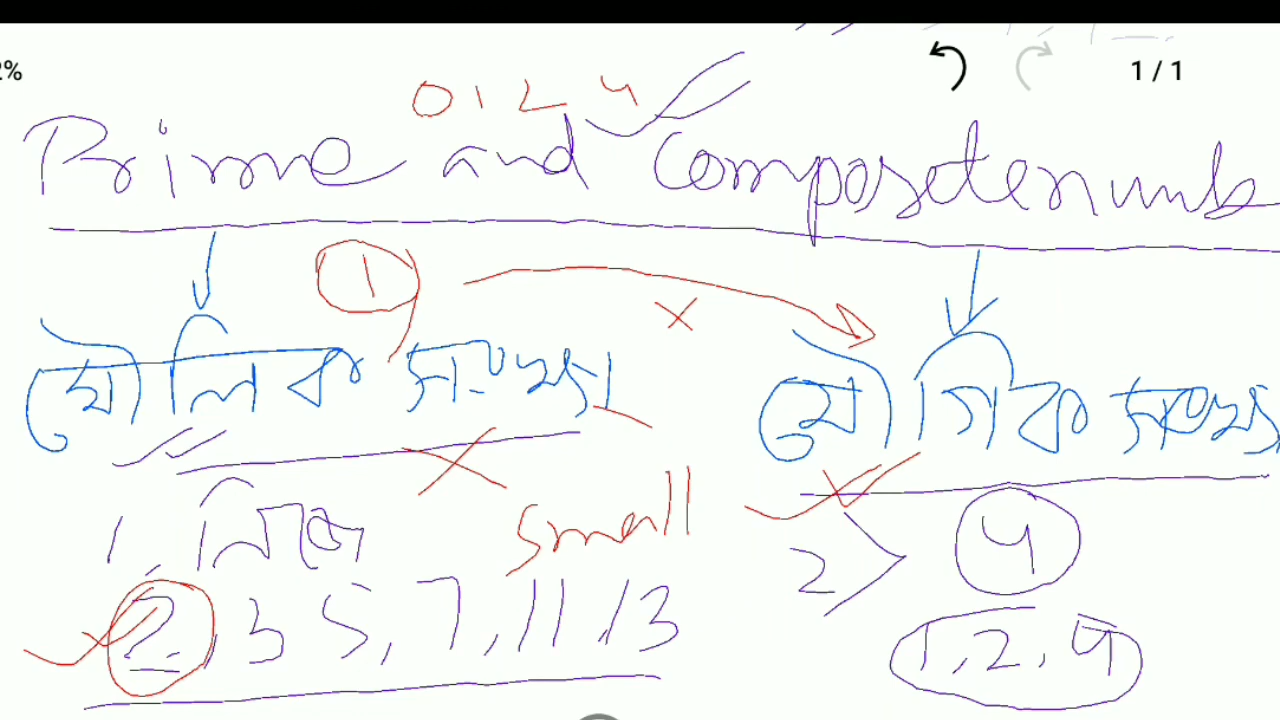 2%
1 / 1
0 1 2 4
Prime and Composetenumb
1
মৌলিক সংখ্যা
যৌগিক সংখ্যা
1, নিজে
small
2 > 4
2, 3 5, 7, 11, 13
1, 2, 4